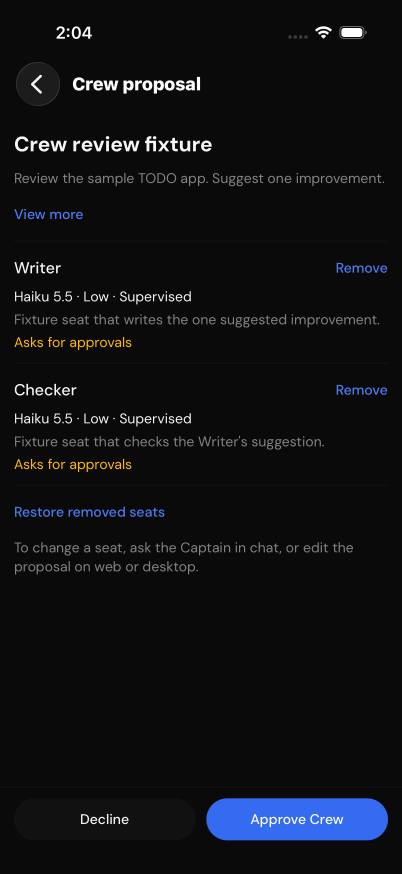 2:04
Crew proposal
Crew review fixture
Review the sample TODO app. Suggest one improvement.
View more
Writer
Remove
Haiku 5.5 · Low · Supervised
Fixture seat that writes the one suggested improvement.
Asks for approvals
Checker
Remove
Haiku 5.5 · Low · Supervised
Fixture seat that checks the Writer's suggestion.
Asks for approvals
Restore removed seats
To change a seat, ask the Captain in chat, or edit the
proposal on web or desktop.
Decline
Approve Crew